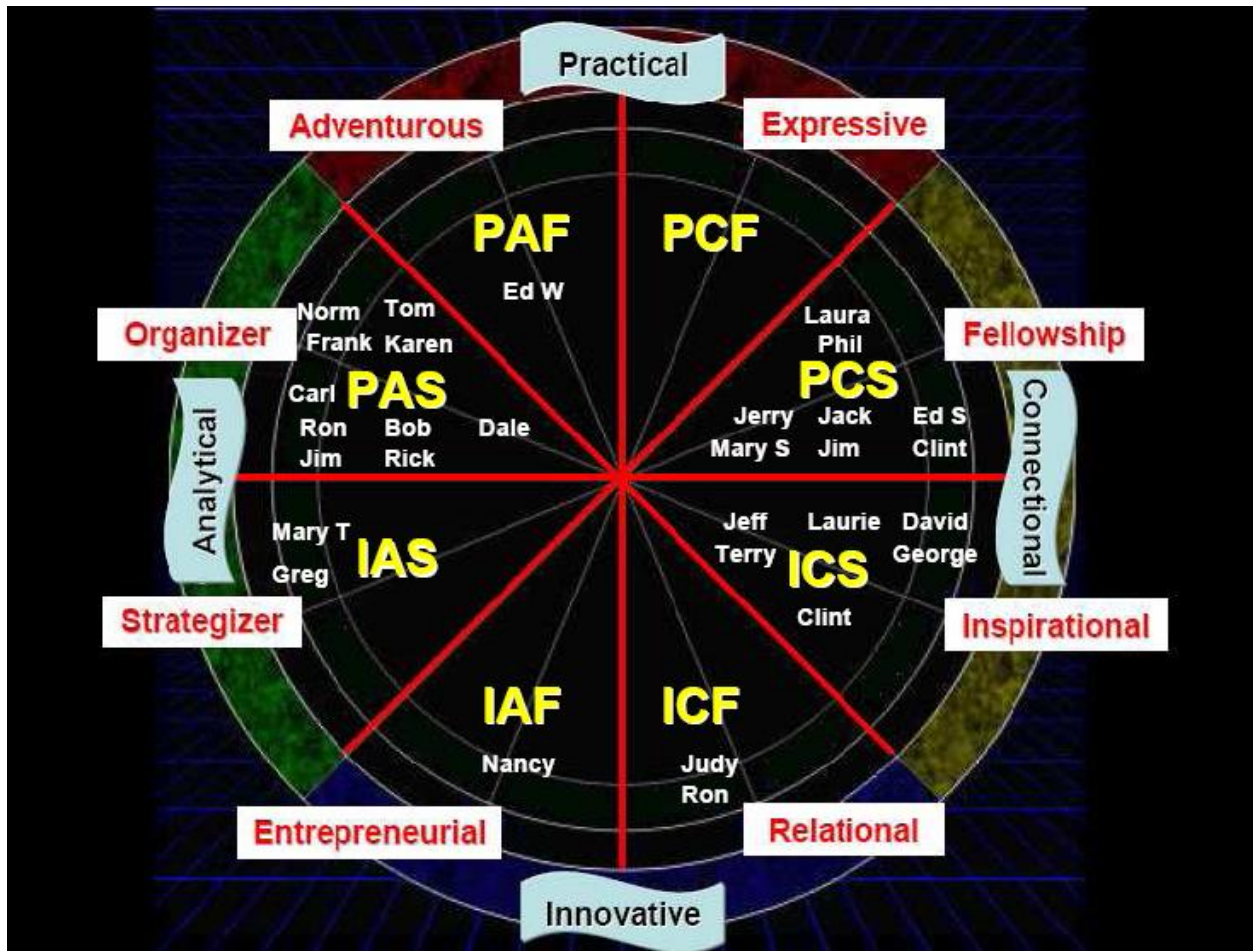 Practical
Adventurous
Expressive
PAF
PCF
Ed W
Norm
Tom
Frank
Karen
Organizer
Carl
PAS
Ron
Bob
Dale
Jim
Rick
Laura
Phil
Fellowship
PCS
Jerry
Jack
Ed S
Mary S
Jim
Clint
Analytical
Connectional
Mary T
Greg
IAS
Strategizer
Jeff
Laurie
David
Terry
George
ICS
Clint
Inspirational
IAF
Nancy
ICF
Judy
Ron
Entrepreneurial
Relational
Innovative